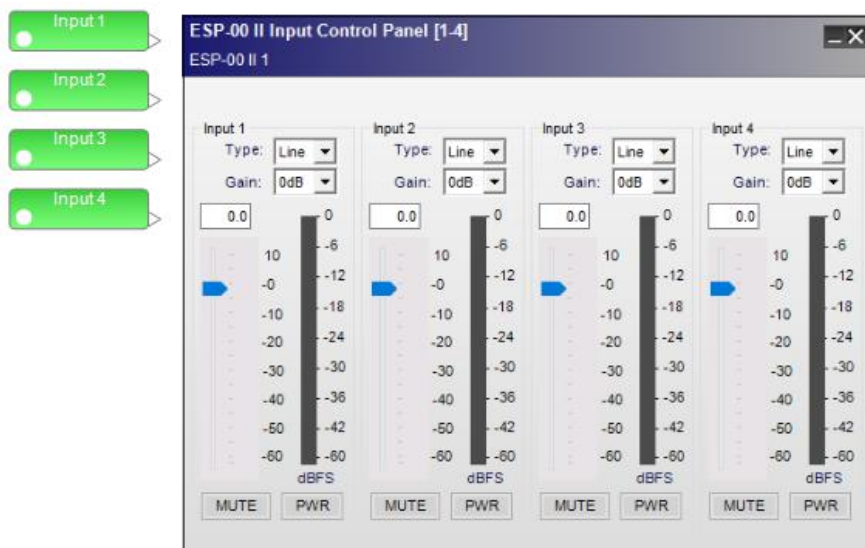 Input 1
Input 2
Input 3
Input 4
ESP-00 II Input Control Panel [1-4]
ESP-00 II 1
Input 1
Type: Line
Gain: 0dB
0.0
0
-6
-12
-18
-24
-30
-36
-42
-60
10
-0
-10
-20
-30
-40
-50
-60
dBFS
MUTE PWR
Input 2
Type: Line
Gain: 0dB
0.0
0
-6
-12
-18
-24
-30
-36
-42
-60
10
-0
-10
-20
-30
-40
-50
-60
dBFS
MUTE PWR
Input 3
Type: Line
Gain: 0dB
0.0
0
-6
-12
-18
-24
-30
-36
-42
-60
10
-0
-10
-20
-30
-40
-50
-60
dBFS
MUTE PWR
Input 4
Type: Line
Gain: 0dB
0.0
0
-6
-12
-18
-24
-30
-36
-42
-60
10
-0
-10
-20
-30
-40
-50
-60
dBFS
MUTE PWR